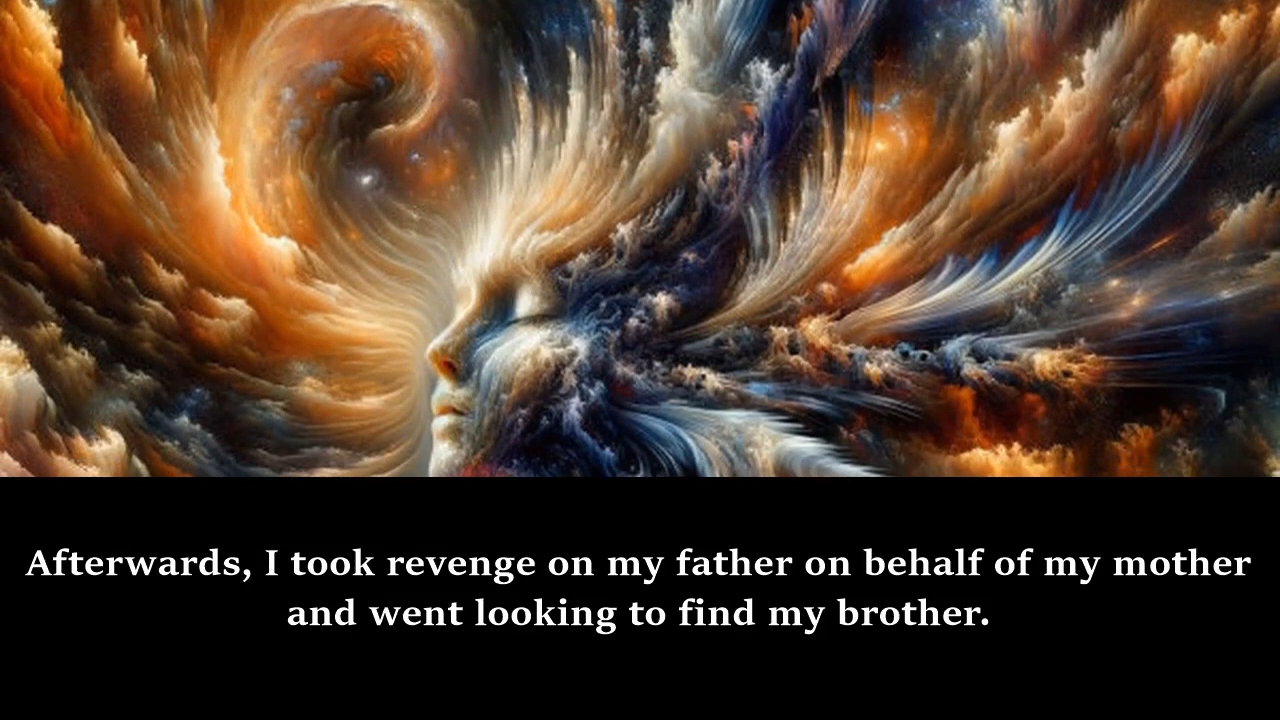 Afterwards, I took revenge on my father on behalf of my mother
and went looking to find my brother.